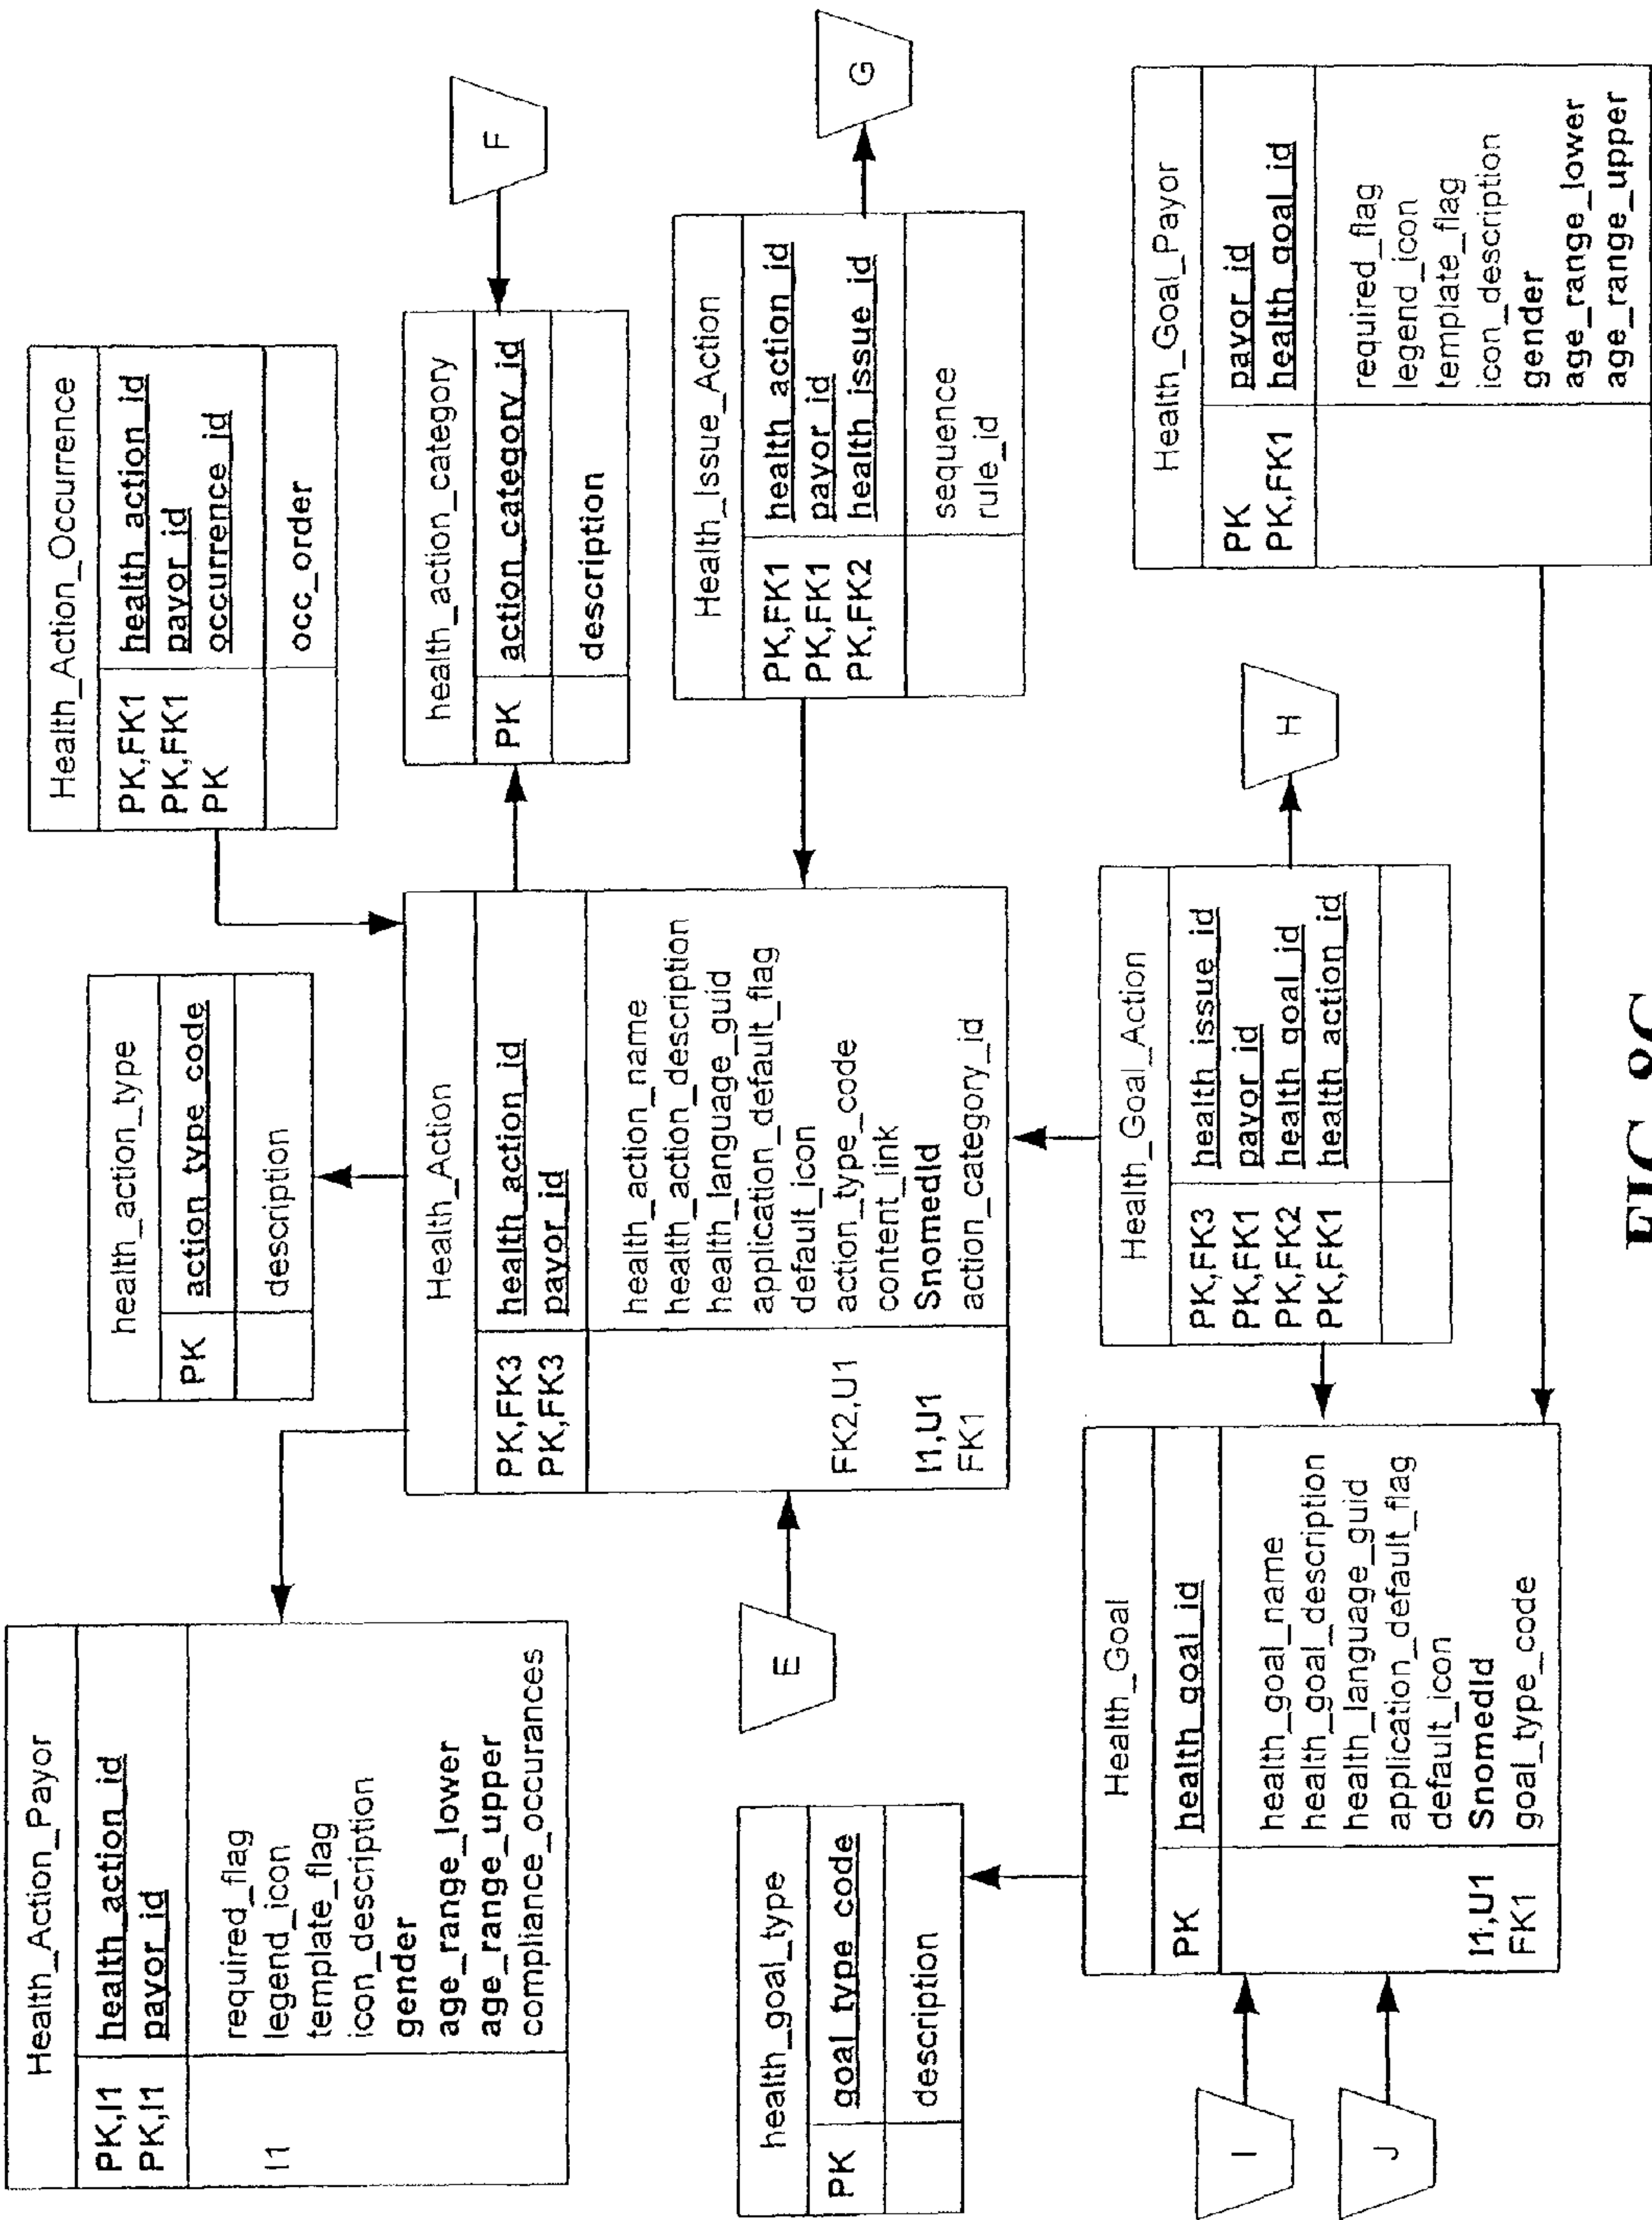 Health_Action_Payor
PK,I1 health_action_id
PK,I1 payor_id
required_flag
I1 legend_icon
template_flag
icon_description
gender
age_range_lower
age_range_upper
compliance_occurances
health_action_type
PK action_type_code
description
Health_Action_Occurrence
PK,FK1 health_action_id
PK,FK1 payor_id
PK occurrence_id
occ_order
Health_Action
PK,FK3 health_action_id
PK,FK3 payor_id
health_action_name
health_action_description
health_language_guid
application_default_flag
default_icon
FK2,U1 action_type_code
content_link
I1,U1 SnomedId
FK1 action_category_id
health_action_category
PK action_category_id
description
F
E
Health_Issue_Action
PK,FK1 health_action_id
PK,FK1 payor_id
PK,FK2 health_issue_id
sequence
rule_id
G
health_goal_type
PK goal_type_code
description
Health_Goal
PK health_goal_id
health_goal_name
health_goal_description
health_language_guid
application_default_flag
default_icon
I1,U1 SnomedId
FK1 goal_type_code
I
J
Health_Goal_Action
PK,FK3 health_issue_id
PK,FK1 payor_id
PK,FK2 health_goal_id
PK,FK1 health_action_id
H
Health_Goal_Payor
PK payor_id
PK,FK1 health_goal_id
required_flag
legend_icon
template_flag
icon_description
gender
age_range_lower
age_range_upper
FIG. 8C